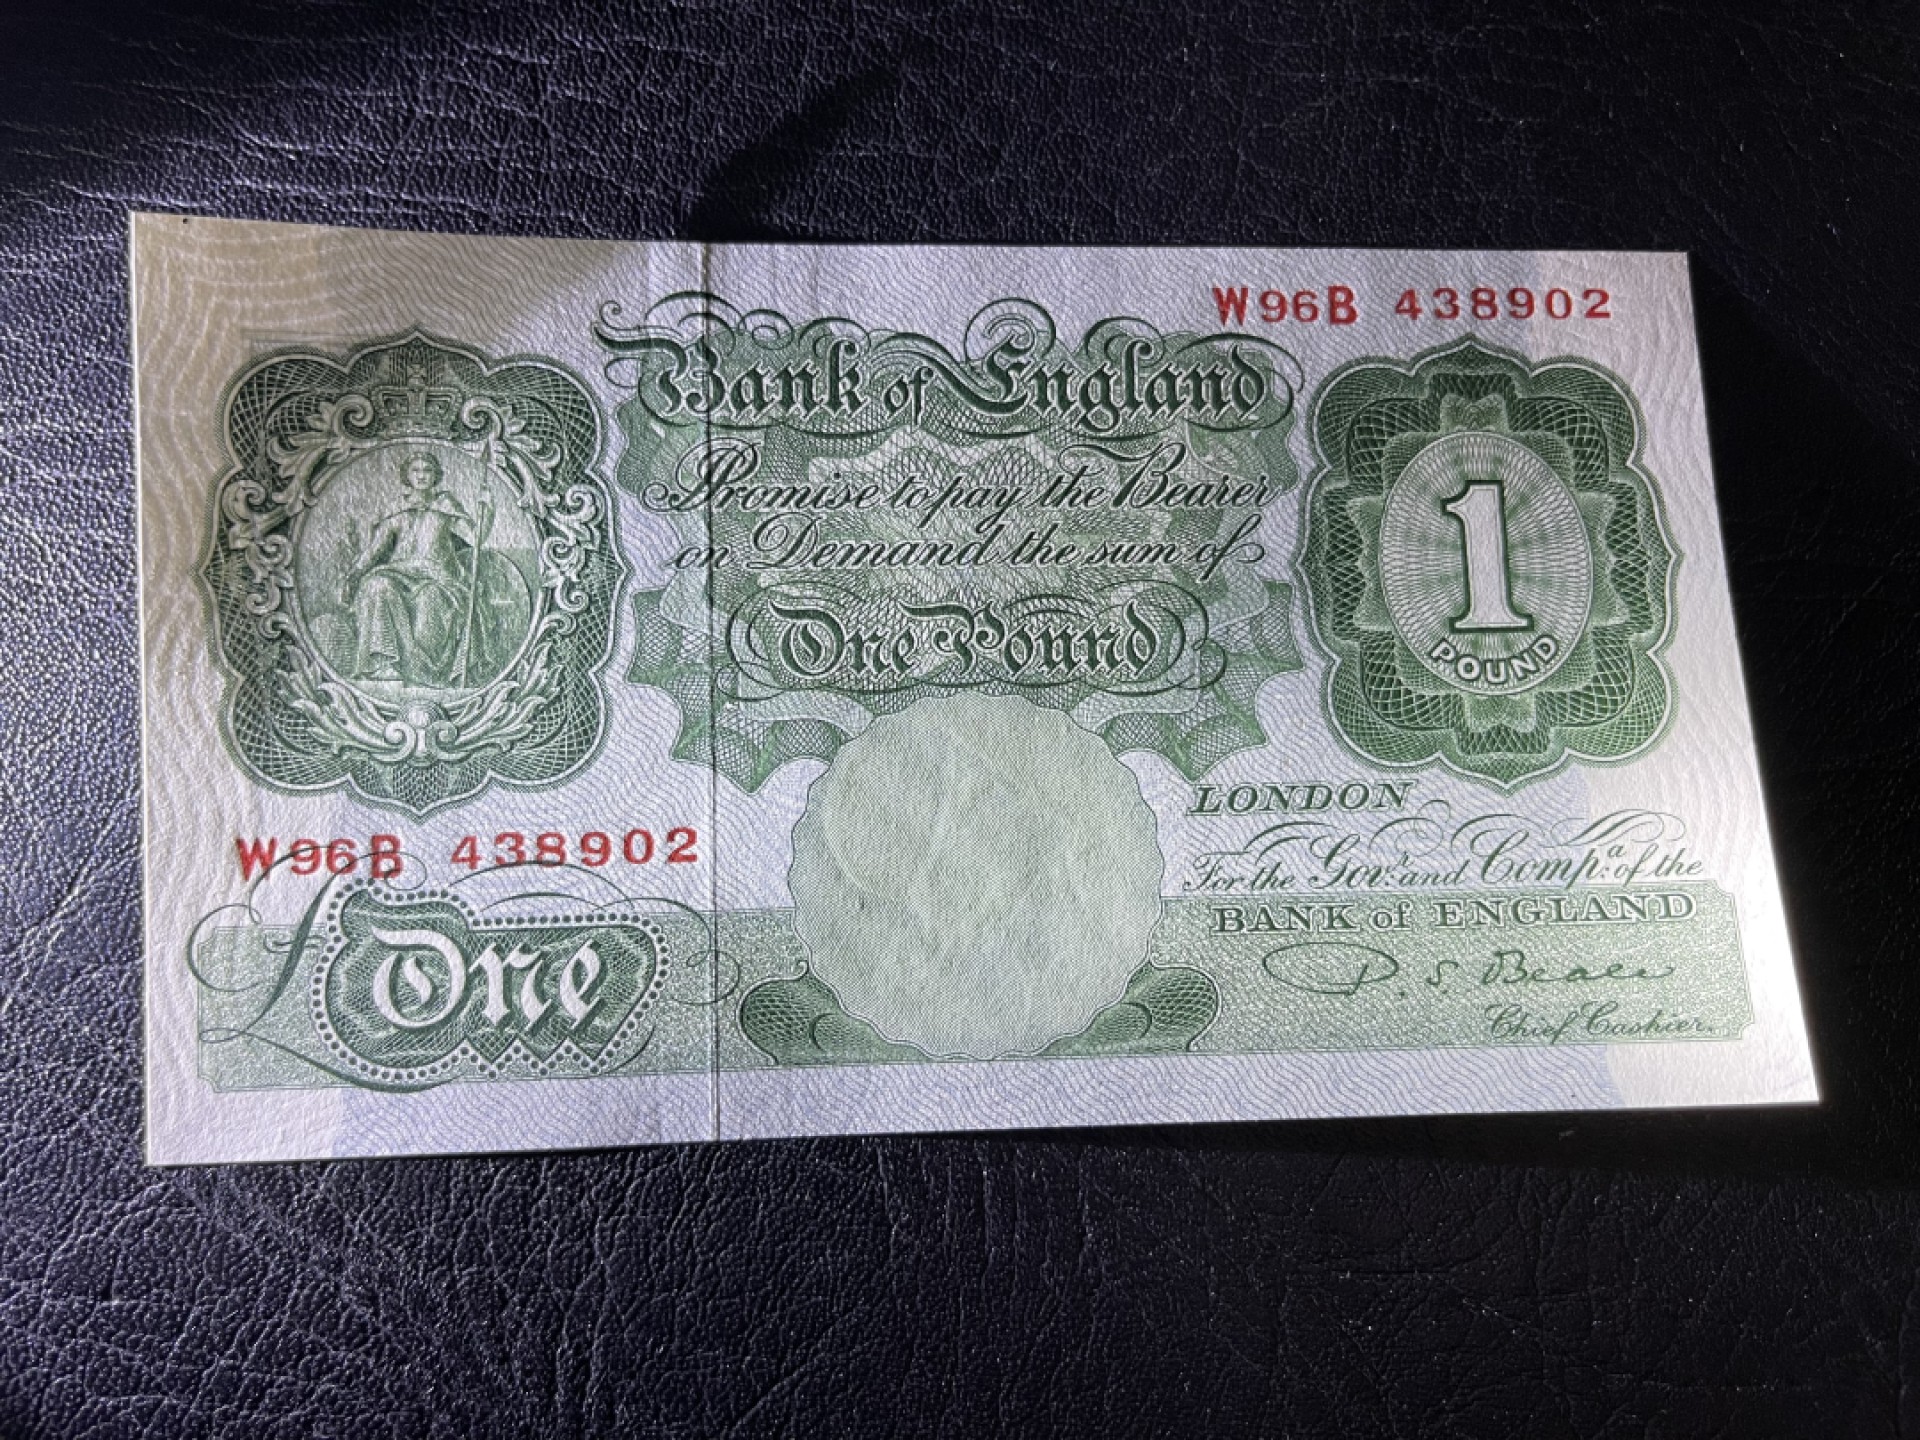 W96B 438902
Bank of England
Promise to pay the Bearer
on Demand the sum of
One Pound
1
POUND
LONDON
For the Govr. and Compa. of the
BANK of ENGLAND
P. S. Beale
Chief Cashier.
W96B 438902
£One